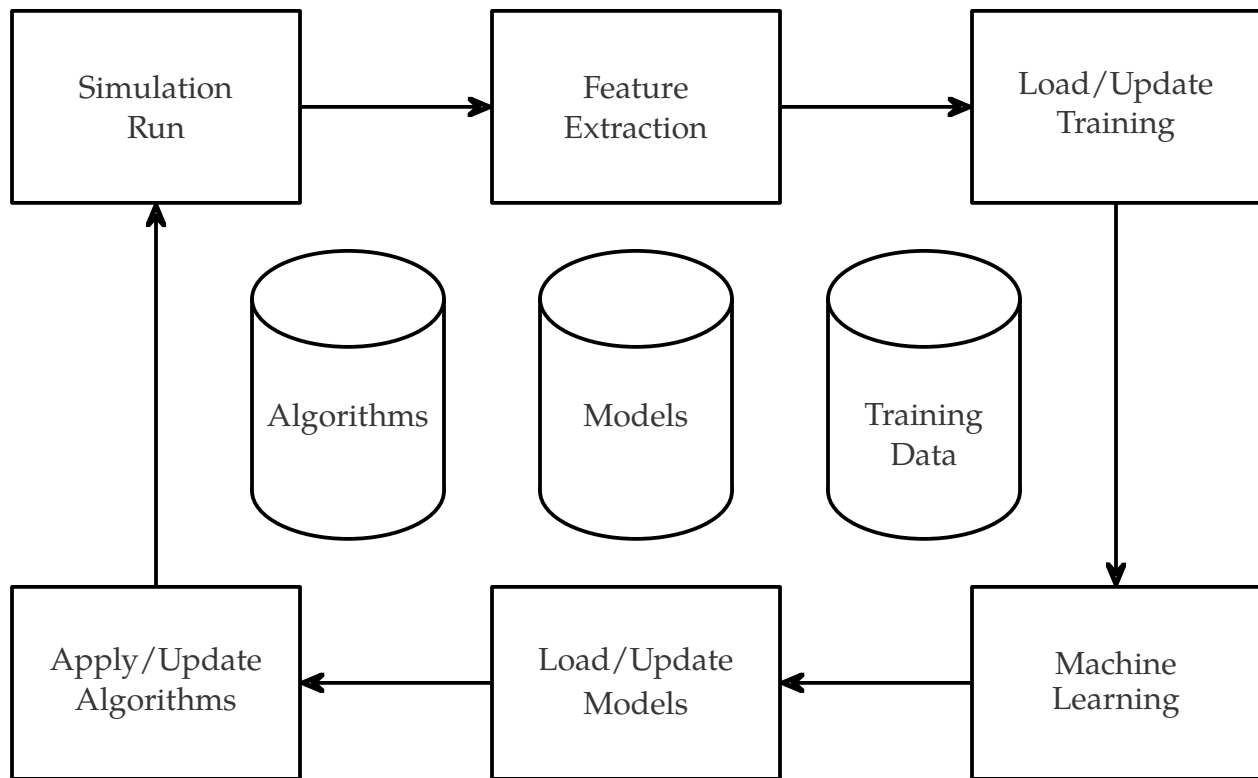 Simulation
Run
Feature
Extraction
Load/Update
Training
Algorithms
Models
Training
Data
Apply/Update
Algorithms
Load/Update
Models
Machine
Learning